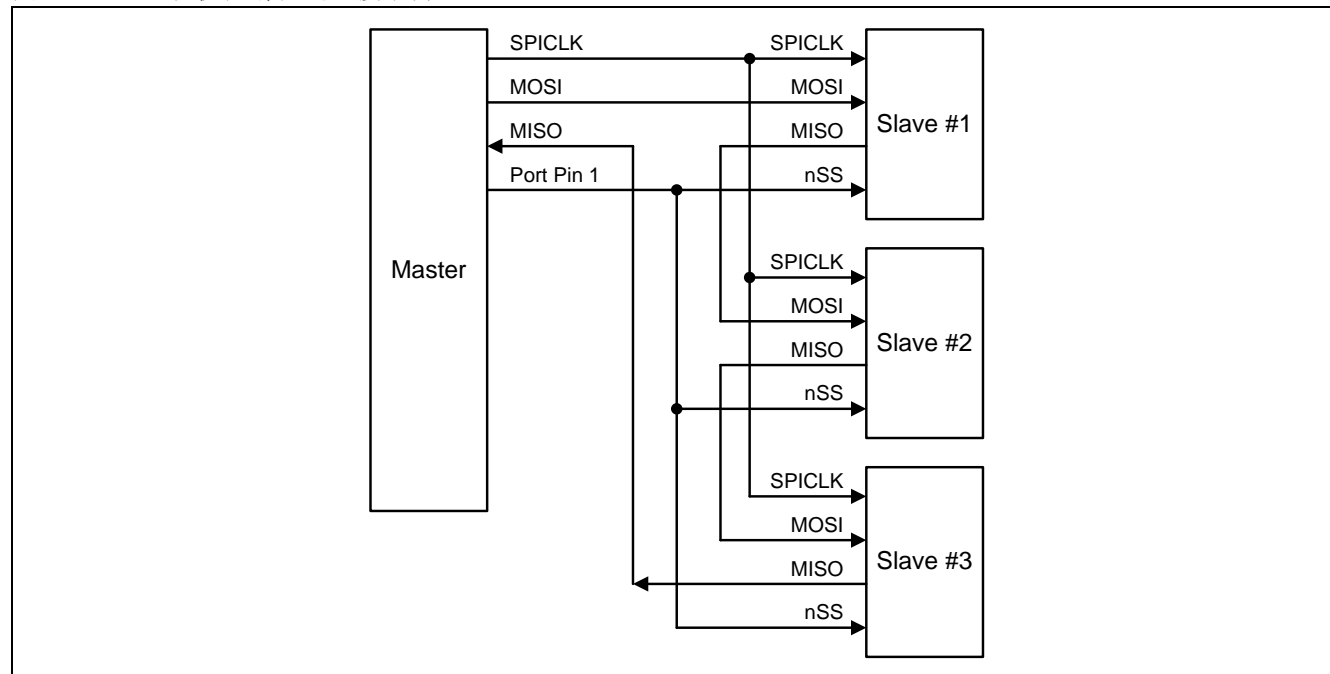 SPICLK SPICLK
MOSI MOSI
MISO MISO
Port Pin 1 nSS
Slave #1
Master
SPICLK
MOSI
MISO
nSS
Slave #2
SPICLK
MOSI
MISO
nSS
Slave #3